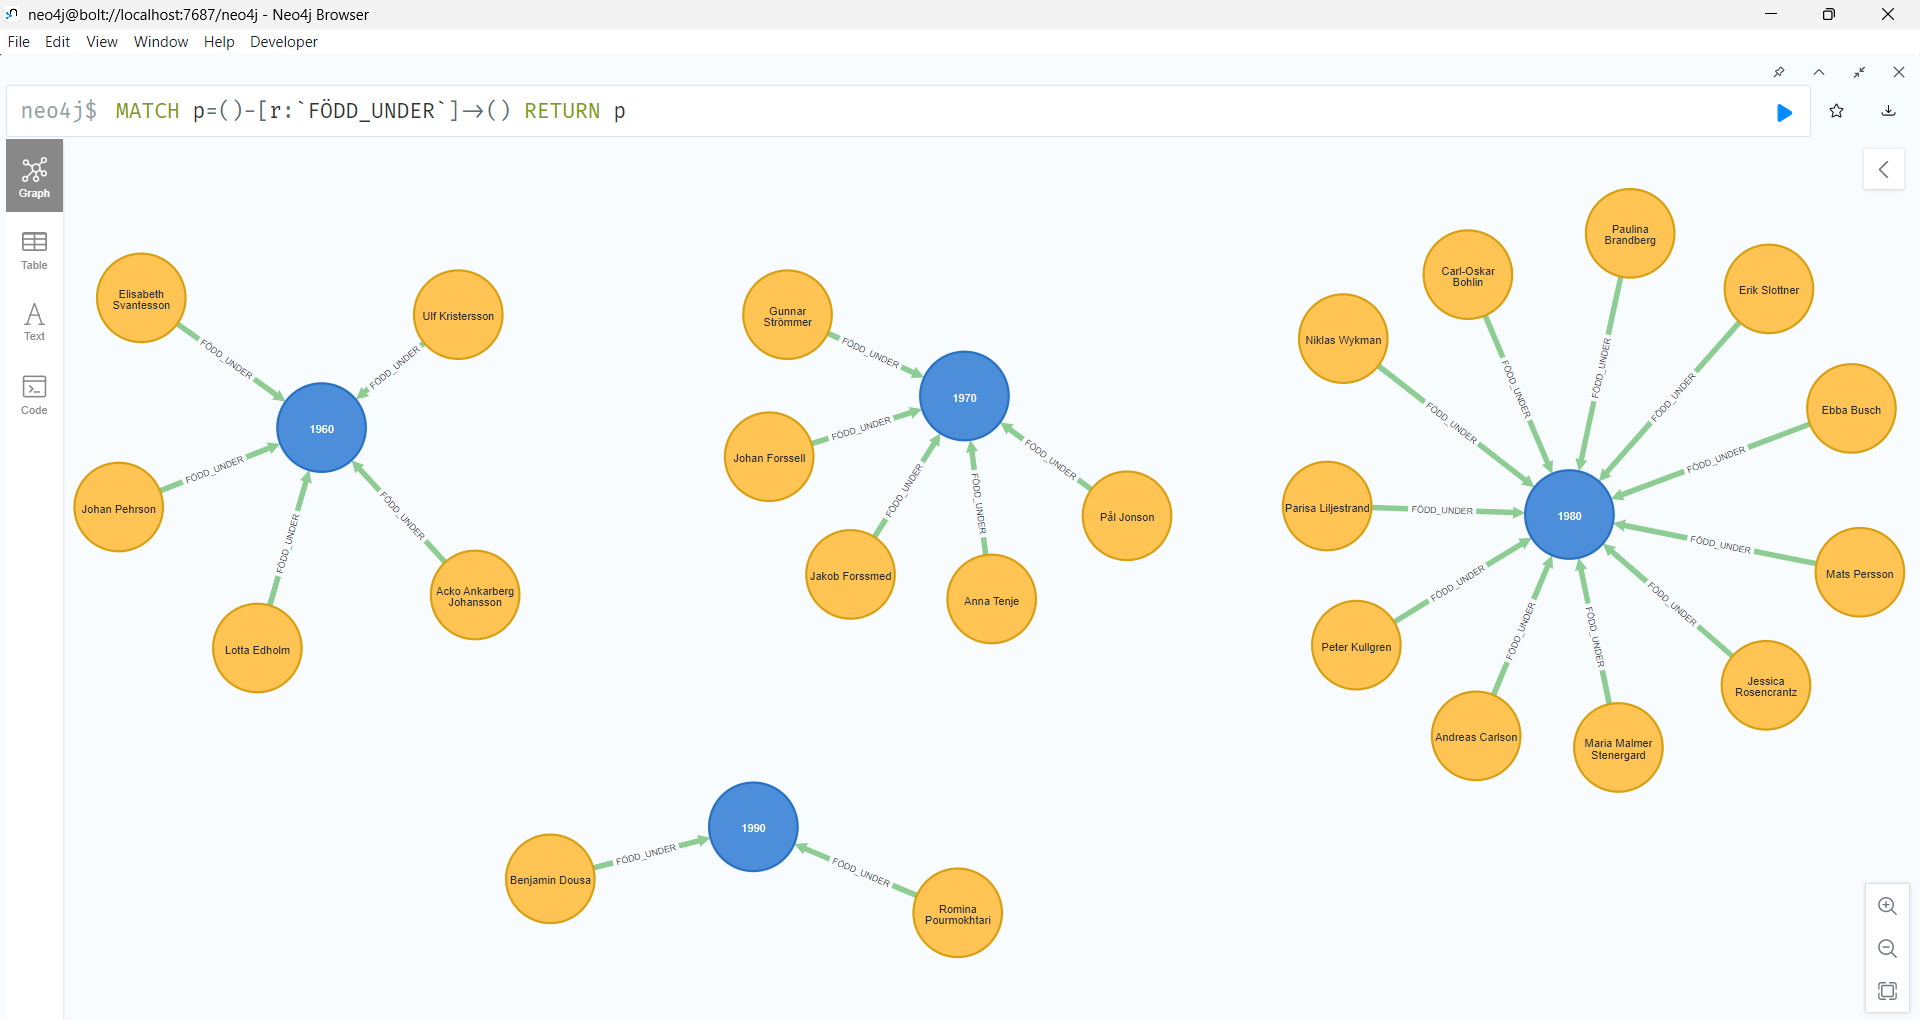 neo4j@bolt://localhost:7687/neo4j - Neo4j Browser
File Edit View Window Help Developer
neo4j$ MATCH p=()-[r:`FÖDD_UNDER`]->() RETURN p
Graph
Table
Text
Code
Elisabeth
Svantesson
Ulf Kristersson
FÖDD_UNDER
FÖDD_UNDER
1960
FÖDD_UNDER
Johan Pehrson
FÖDD_UNDER
FÖDD_UNDER
Acko Ankarberg
Johansson
Lotta Edholm
Gunnar
Strömmer
FÖDD_UNDER
1970
FÖDD_UNDER
Johan Forssell
FÖDD_UNDER
FÖDD_UNDER
FÖDD_UNDER
Pål Jonson
Jakob Forssmed
Anna Tenje
Paulina
Brandberg
Carl-Oskar
Bohlin
Erik Slottner
Niklas Wykman
FÖDD_UNDER
FÖDD_UNDER
FÖDD_UNDER
FÖDD_UNDER
Ebba Busch
FÖDD_UNDER
Parisa Liljestrand
FÖDD_UNDER
1980
FÖDD_UNDER
Mats Persson
FÖDD_UNDER
Peter Kullgren
FÖDD_UNDER
FÖDD_UNDER
FÖDD_UNDER
Jessica
Rosencrantz
Andreas Carlson
Maria Malmer
Stenergard
1990
FÖDD_UNDER
Benjamin Dousa
FÖDD_UNDER
Romina
Pourmokhtari